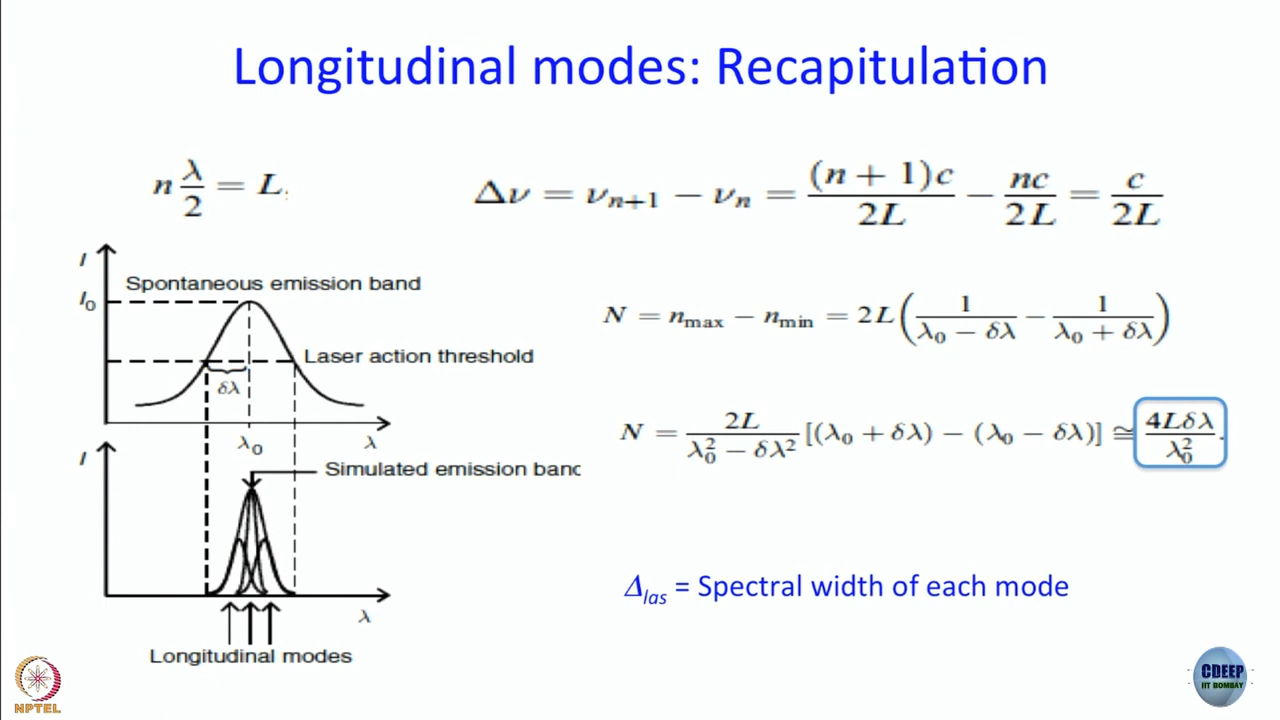 Longitudinal modes: Recapitulation
n λ/2 = L.
Δν = ν_{n+1} − ν_n = (n + 1)c/2L − nc/2L = c/2L
I
Spontaneous emission band
I₀
Laser action threshold
δλ
λ₀
λ
N = n_max − n_min = 2L(1/(λ₀ − δλ) − 1/(λ₀ + δλ))
N = 2L/(λ₀² − δλ²) [(λ₀ + δλ) − (λ₀ − δλ)] ≅ 4Lδλ/λ₀².
I
Simulated emission band
λ
Longitudinal modes
Δ_las = Spectral width of each mode
NPTEL
CDEEP
IIT BOMBAY